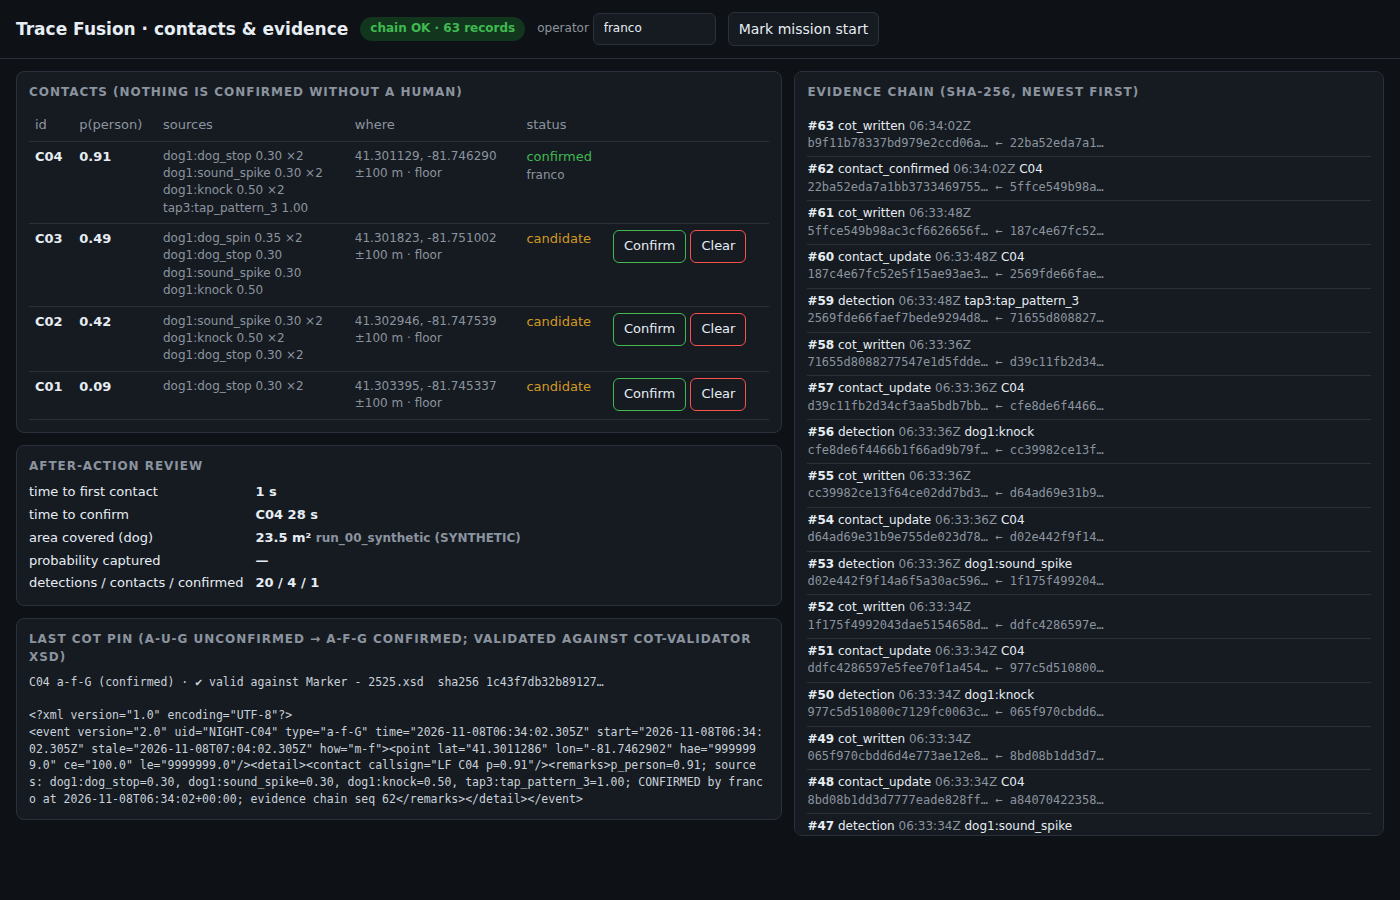 Trace Fusion · contacts & evidence
chain OK · 63 records
operator franco
Mark mission start
CONTACTS (NOTHING IS CONFIRMED WITHOUT A HUMAN)
id p(person) sources where status
C04 0.91 dog1:dog_stop 0.30 ×2 41.301129, -81.746290 confirmed
dog1:sound_spike 0.30 ×2 ±100 m · floor franco
dog1:knock 0.50 ×2
tap3:tap_pattern_3 1.00
C03 0.49 dog1:dog_spin 0.35 ×2 41.301823, -81.751002 candidate Confirm Clear
dog1:dog_stop 0.30 ±100 m · floor
dog1:sound_spike 0.30
dog1:knock 0.50
C02 0.42 dog1:sound_spike 0.30 ×2 41.302946, -81.747539 candidate Confirm Clear
dog1:knock 0.50 ×2 ±100 m · floor
dog1:dog_stop 0.30 ×2
C01 0.09 dog1:dog_stop 0.30 ×2 41.303395, -81.745337 candidate Confirm Clear
±100 m · floor
AFTER-ACTION REVIEW
time to first contact 1 s
time to confirm C04 28 s
area covered (dog) 23.5 m² run_00_synthetic (SYNTHETIC)
probability captured —
detections / contacts / confirmed 20 / 4 / 1
LAST COT PIN (A-U-G UNCONFIRMED → A-F-G CONFIRMED; VALIDATED AGAINST COT-VALIDATOR
XSD)
C04 a-f-G (confirmed) · ✔ valid against Marker - 2525.xsd sha256 1c43f7db32b89127…
<?xml version="1.0" encoding="UTF-8"?>
<event version="2.0" uid="NIGHT-C04" type="a-f-G" time="2026-11-08T06:34:02.305Z" start="2026-11-08T06:34:
02.305Z" stale="2026-11-08T07:04:02.305Z" how="m-f"><point lat="41.3011286" lon="-81.7462902" hae="999999
9.0" ce="100.0" le="9999999.0"/><detail><contact callsign="LF C04 p=0.91"/><remarks>p_person=0.91; source
s: dog1:dog_stop=0.30, dog1:sound_spike=0.30, dog1:knock=0.50, tap3:tap_pattern_3=1.00; CONFIRMED by franc
o at 2026-11-08T06:34:02+00:00; evidence chain seq 62</remarks></detail></event>
EVIDENCE CHAIN (SHA-256, NEWEST FIRST)
#63 cot_written 06:34:02Z
b9f11b78337bd979e2ccd06a… ← 22ba52eda7a1…
#62 contact_confirmed 06:34:02Z C04
22ba52eda7a1bb3733469755… ← 5ffce549b98a…
#61 cot_written 06:33:48Z
5ffce549b98ac3cf6626656f… ← 187c4e67fc52…
#60 contact_update 06:33:48Z C04
187c4e67fc52e5f15ae93ae3… ← 2569fde66fae…
#59 detection 06:33:48Z tap3:tap_pattern_3
2569fde66faef7bede9294d8… ← 71655d808827…
#58 cot_written 06:33:36Z
71655d8088277547e1d5fdde… ← d39c11fb2d34…
#57 contact_update 06:33:36Z C04
d39c11fb2d34cf3aa5bdb7bb… ← cfe8de6f4466…
#56 detection 06:33:36Z dog1:knock
cfe8de6f4466b1f66ad9b79f… ← cc39982ce13f…
#55 cot_written 06:33:36Z
cc39982ce13f64ce02dd7bd3… ← d64ad69e31b9…
#54 contact_update 06:33:36Z C04
d64ad69e31b9e755de023d78… ← d02e442f9f14…
#53 detection 06:33:36Z dog1:sound_spike
d02e442f9f14a6f5a30ac596… ← 1f175f499204…
#52 cot_written 06:33:34Z
1f175f4992043dae5154658d… ← ddfc4286597e…
#51 contact_update 06:33:34Z C04
ddfc4286597e5fee70f1a454… ← 977c5d510800…
#50 detection 06:33:34Z dog1:knock
977c5d510800c7129fc0063c… ← 065f970cbdd6…
#49 cot_written 06:33:34Z
065f970cbdd6d4e773ae12e8… ← 8bd08b1dd3d7…
#48 contact_update 06:33:34Z C04
8bd08b1dd3d7777eade828ff… ← a84070422358…
#47 detection 06:33:34Z dog1:sound_spike